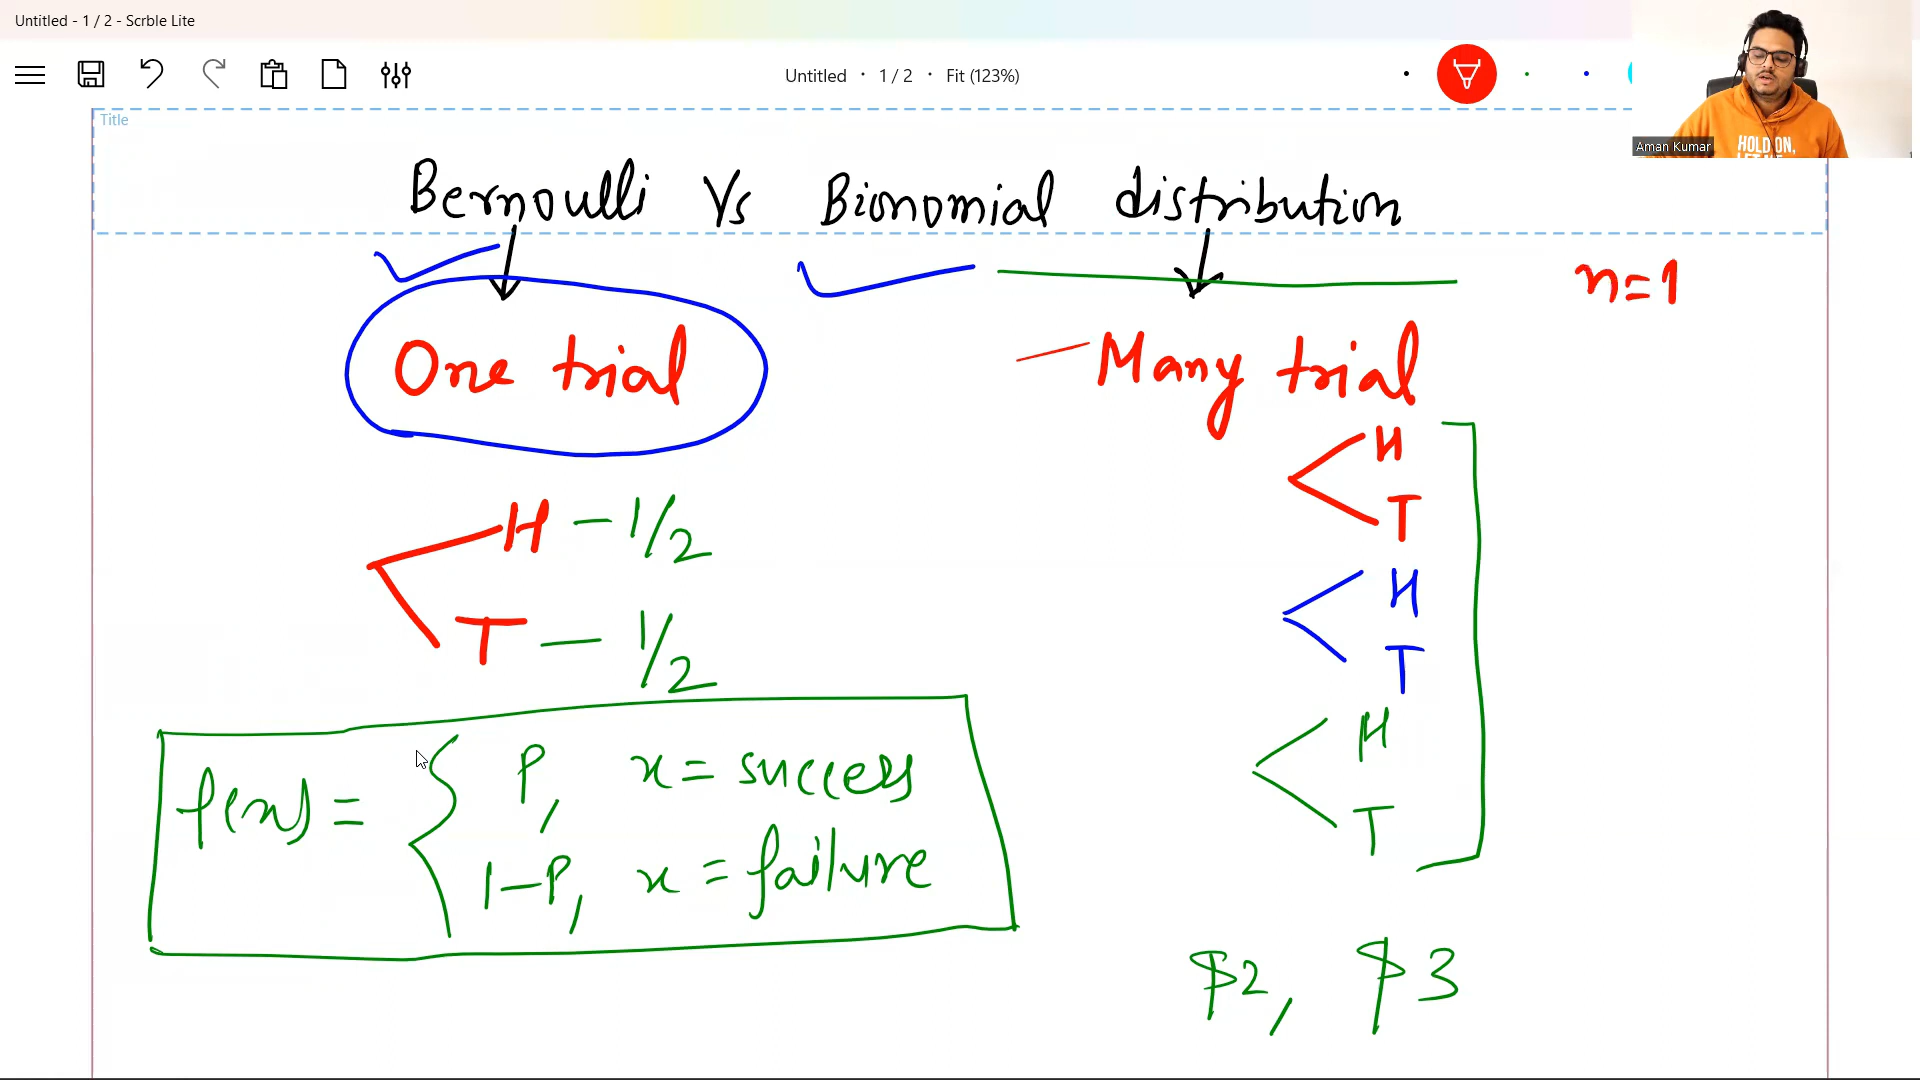 Untitled - 1 / 2 - Scrble Lite
Untitled • 1 / 2 • Fit (123%)
HOLD ON,
Aman Kumar
Title
Bernoulli Vs Bionomial distribution
n=1
One trial
Many trial
H - 1/2
T - 1/2
H
T
H
T
H
T
f(x) = { P, x = success
1-P, x = failure
$2, $3